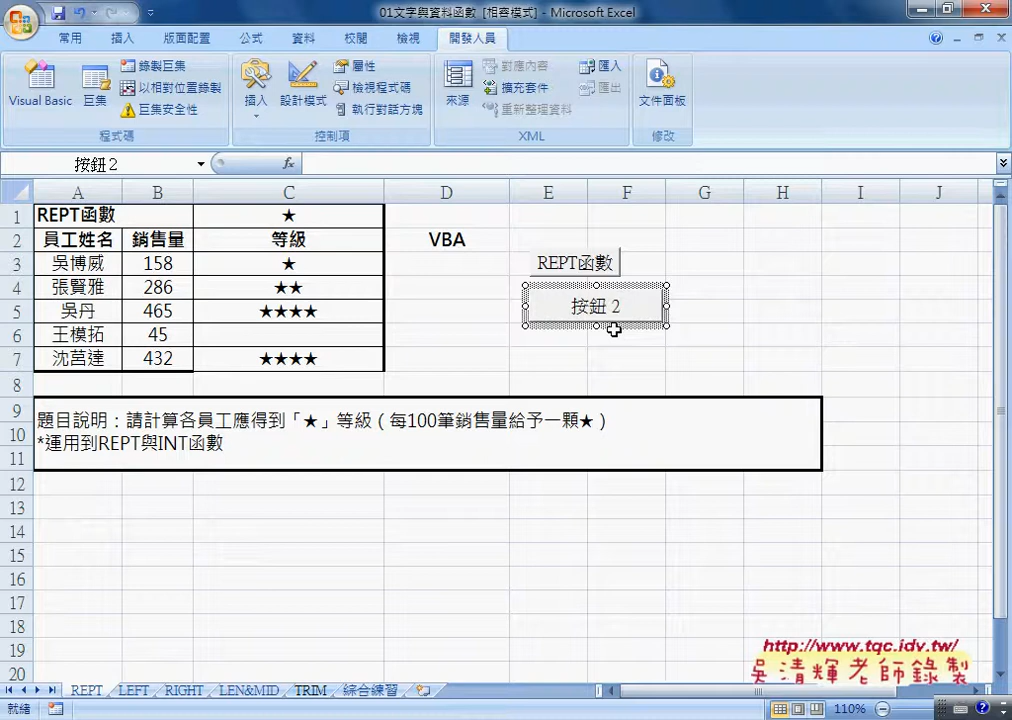 01文字與資料函數 [相容模式] - Microsoft Excel
常用 插入 版面配置 公式 資料 校閱 檢視 開發人員
Visual Basic 巨集 錄製巨集 以相對位置錄製 巨集安全性 程式碼
插入 設計模式 屬性 檢視程式碼 執行對話方塊 控制項
來源 對應內容 擴充套件 重新整理資料 匯入 匯出 XML
文件面板 修改
按鈕 2 fx
A B C D E F G H I J
1 REPT函數 ★
2 員工姓名 銷售量 等級 VBA
3 吳博威 158 ★ REPT函數
4 張賢雅 286 ★★
5 吳丹 465 ★★★★ 按鈕 2
6 王模拓 45
7 沈莒達 432 ★★★★
8
9 題目說明：請計算各員工應得到「★」等級（每100筆銷售量給予一顆★）
10 *運用到REPT與INT函數
11
12
13
14
15
16
17
18
19
20
http://www.tqc.idv.tw/
吳清輝老師錄製
REPT LEFT RIGHT LEN&MID TRIM 綜合練習
就緒 110%